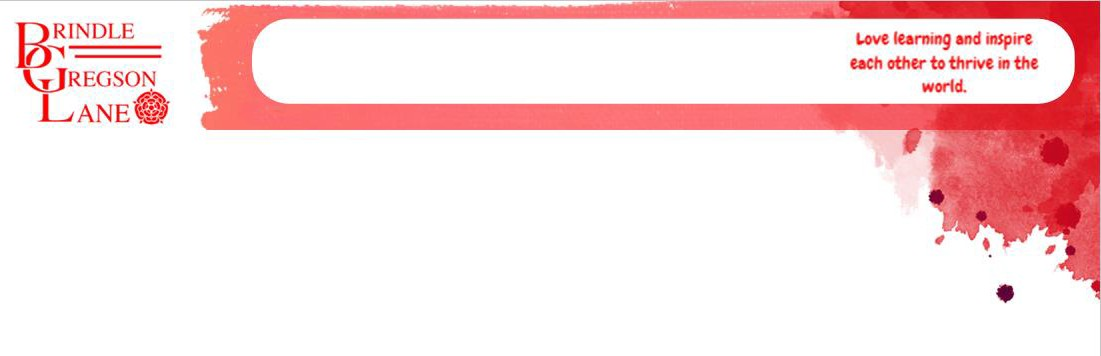 BRINDLE
GREGSON
LANE
Love learning and inspire
each other to thrive in the
world.